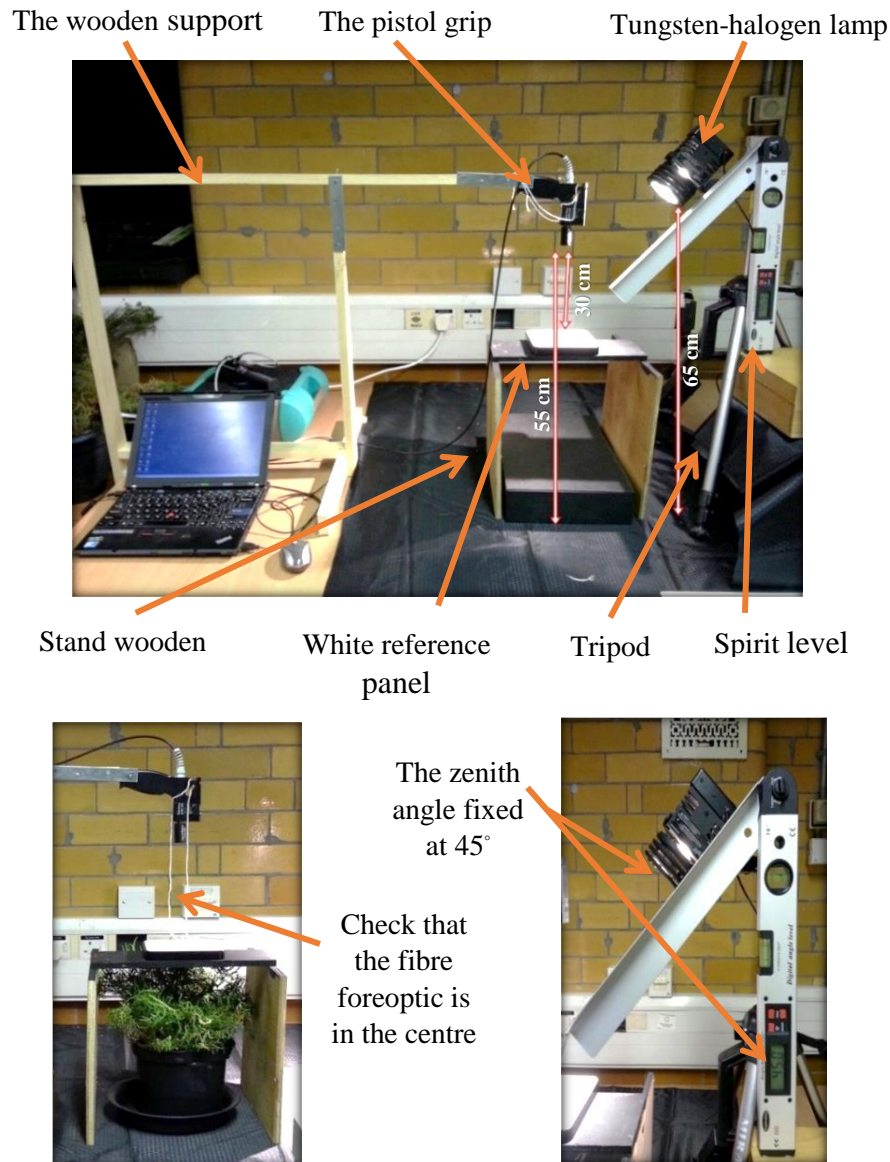 The wooden support
The pistol grip
Tungsten-halogen lamp
30 cm
55 cm
65 cm
Stand wooden
White reference
panel
Tripod
Spirit level
The zenith
angle fixed
at 45°
Check that
the fibre
foreoptic is
in the centre
Digital angle level